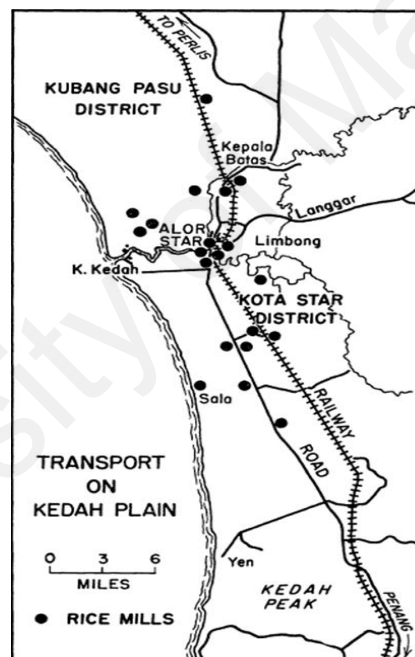 TO PERLIS
KUBANG PASU
DISTRICT
Kepala
Batas
Langgar
ALOR
STAR
Limbong
K. Kedah
KOTA STAR
DISTRICT
Sala
RAILWAY
ROAD
TRANSPORT
ON
KEDAH PLAIN
0 3 6
MILES
Yen
KEDAH
PEAK
PENANG
RICE MILLS